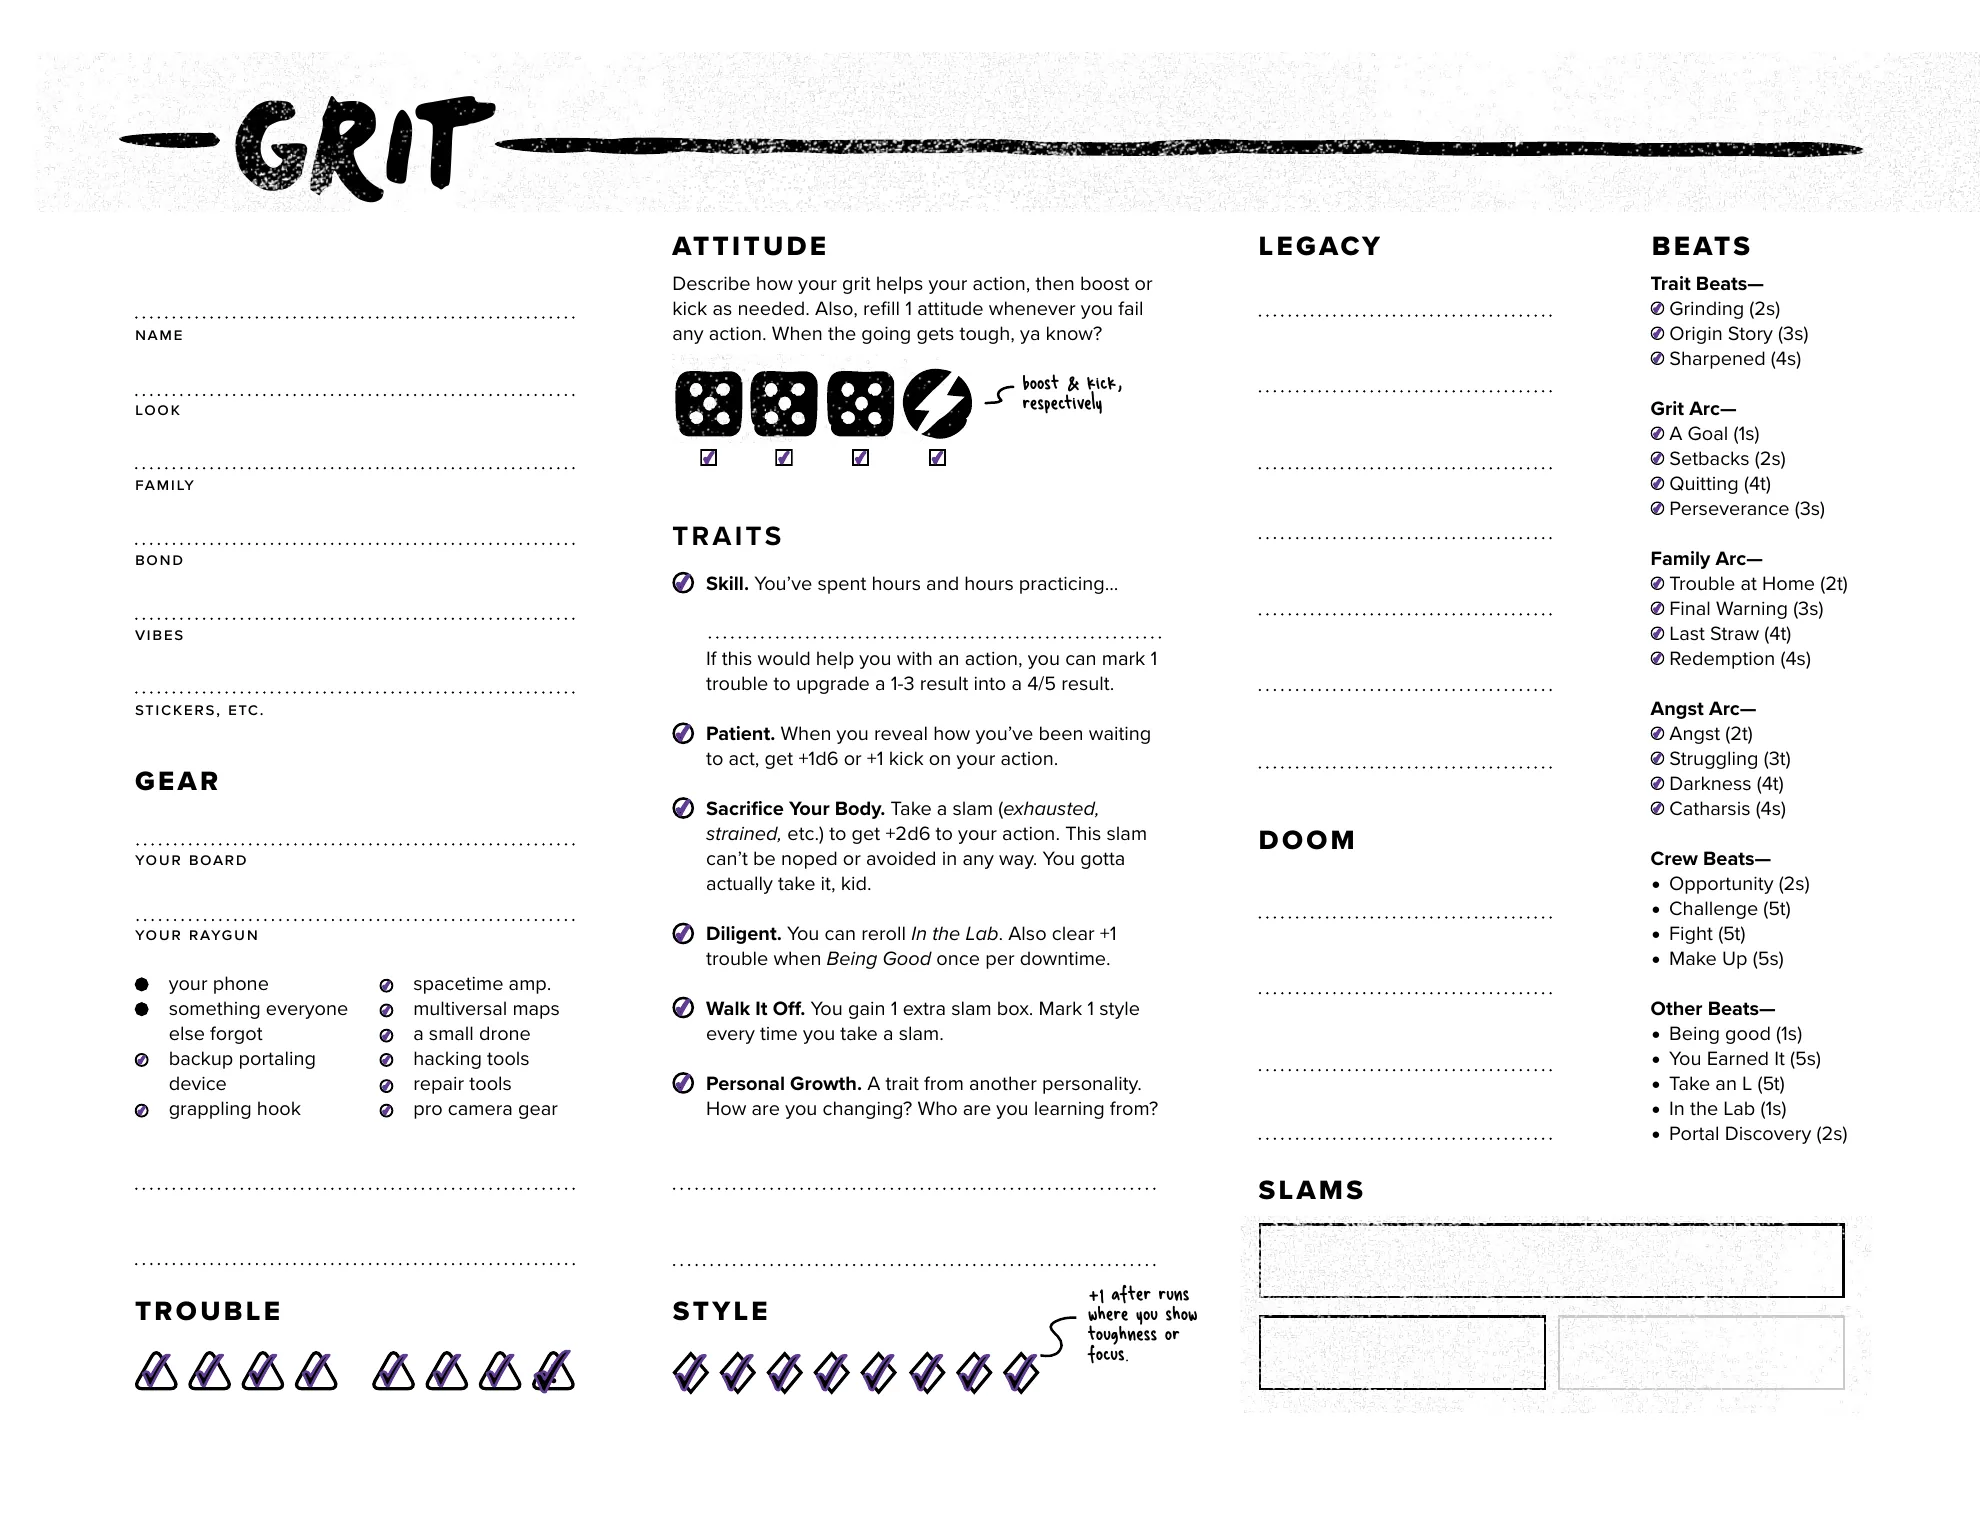 GRIT
NAME
LOOK
FAMILY
BOND
VIBES
STICKERS, ETC.
GEAR
YOUR BOARD
YOUR RAYGUN
your phone
something everyone
else forgot
backup portaling
device
grappling hook
spacetime amp.
multiversal maps
a small drone
hacking tools
repair tools
pro camera gear
TROUBLE
ATTITUDE
Describe how your grit helps your action, then boost or
kick as needed. Also, refill 1 attitude whenever you fail
any action. When the going gets tough, ya know?
boost & kick,
respectively
TRAITS
Skill. You’ve spent hours and hours practicing...
If this would help you with an action, you can mark 1
trouble to upgrade a 1-3 result into a 4/5 result.
Patient. When you reveal how you’ve been waiting
to act, get +1d6 or +1 kick on your action.
Sacrifice Your Body. Take a slam (exhausted,
strained, etc.) to get +2d6 to your action. This slam
can’t be noped or avoided in any way. You gotta
actually take it, kid.
Diligent. You can reroll In the Lab. Also clear +1
trouble when Being Good once per downtime.
Walk It Off. You gain 1 extra slam box. Mark 1 style
every time you take a slam.
Personal Growth. A trait from another personality.
How are you changing? Who are you learning from?
STYLE
+1 after runs
where you show
toughness or
focus.
LEGACY
DOOM
BEATS
Trait Beats—
Grinding (2s)
Origin Story (3s)
Sharpened (4s)
Grit Arc—
A Goal (1s)
Setbacks (2s)
Quitting (4t)
Perseverance (3s)
Family Arc—
Trouble at Home (2t)
Final Warning (3s)
Last Straw (4t)
Redemption (4s)
Angst Arc—
Angst (2t)
Struggling (3t)
Darkness (4t)
Catharsis (4s)
Crew Beats—
• Opportunity (2s)
• Challenge (5t)
• Fight (5t)
• Make Up (5s)
Other Beats—
• Being good (1s)
• You Earned It (5s)
• Take an L (5t)
• In the Lab (1s)
• Portal Discovery (2s)
SLAMS